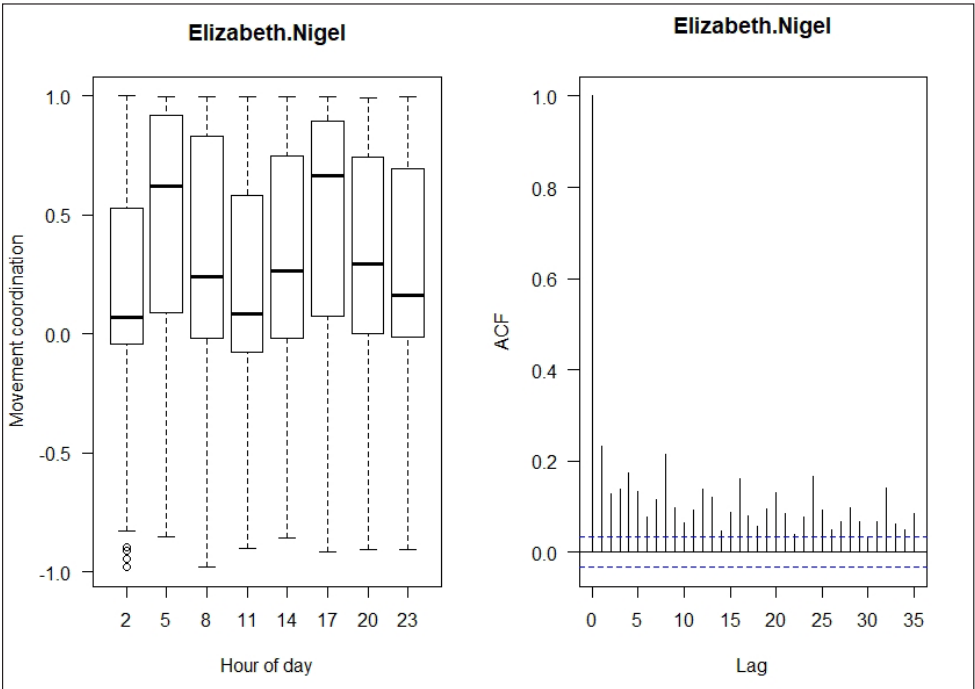 Elizabeth.Nigel
Movement coordination
1.0
0.5
0.0
-0.5
-1.0
2 5 8 11 14 17 20 23
Hour of day
Elizabeth.Nigel
ACF
1.0
0.8
0.6
0.4
0.2
0.0
0 5 10 15 20 25 30 35
Lag